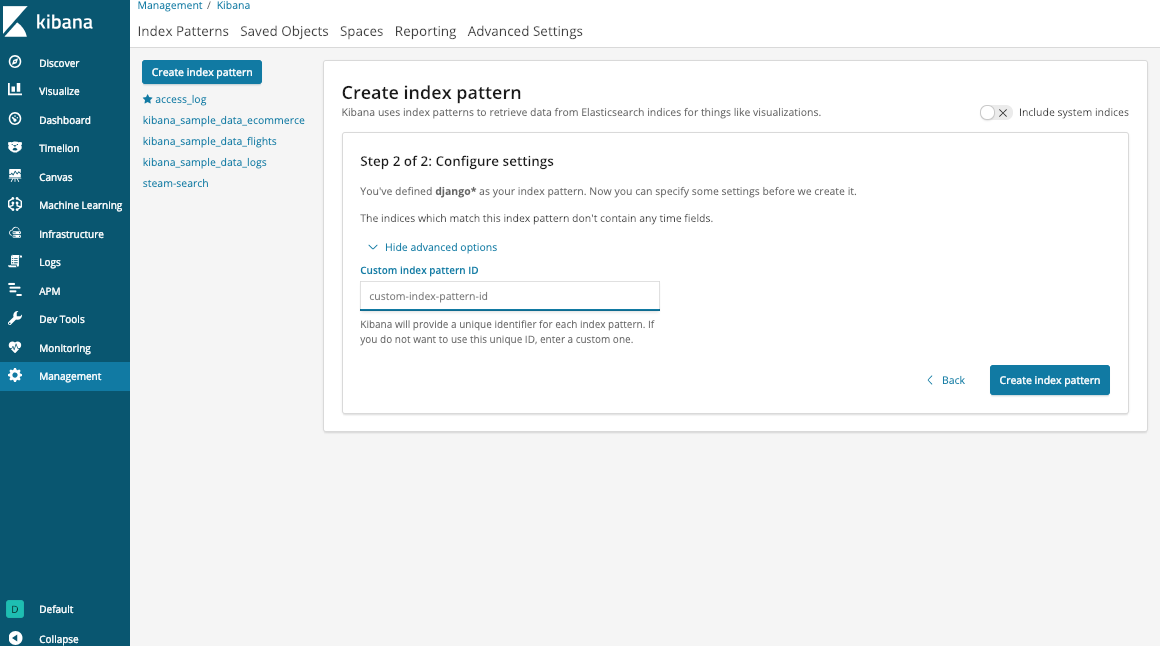 kibana
Discover
Visualize
Dashboard
Timelion
Canvas
Machine Learning
Infrastructure
Logs
APM
Dev Tools
Monitoring
Management
D Default
Collapse
Management / Kibana
Index Patterns Saved Objects Spaces Reporting Advanced Settings
Create index pattern
access_log
kibana_sample_data_ecommerce
kibana_sample_data_flights
kibana_sample_data_logs
steam-search
Create index pattern
Kibana uses index patterns to retrieve data from Elasticsearch indices for things like visualizations.
Include system indices
Step 2 of 2: Configure settings
You've defined django* as your index pattern. Now you can specify some settings before we create it.
The indices which match this index pattern don't contain any time fields.
Hide advanced options
Custom index pattern ID
custom-index-pattern-id
Kibana will provide a unique identifier for each index pattern. If
you do not want to use this unique ID, enter a custom one.
Back
Create index pattern